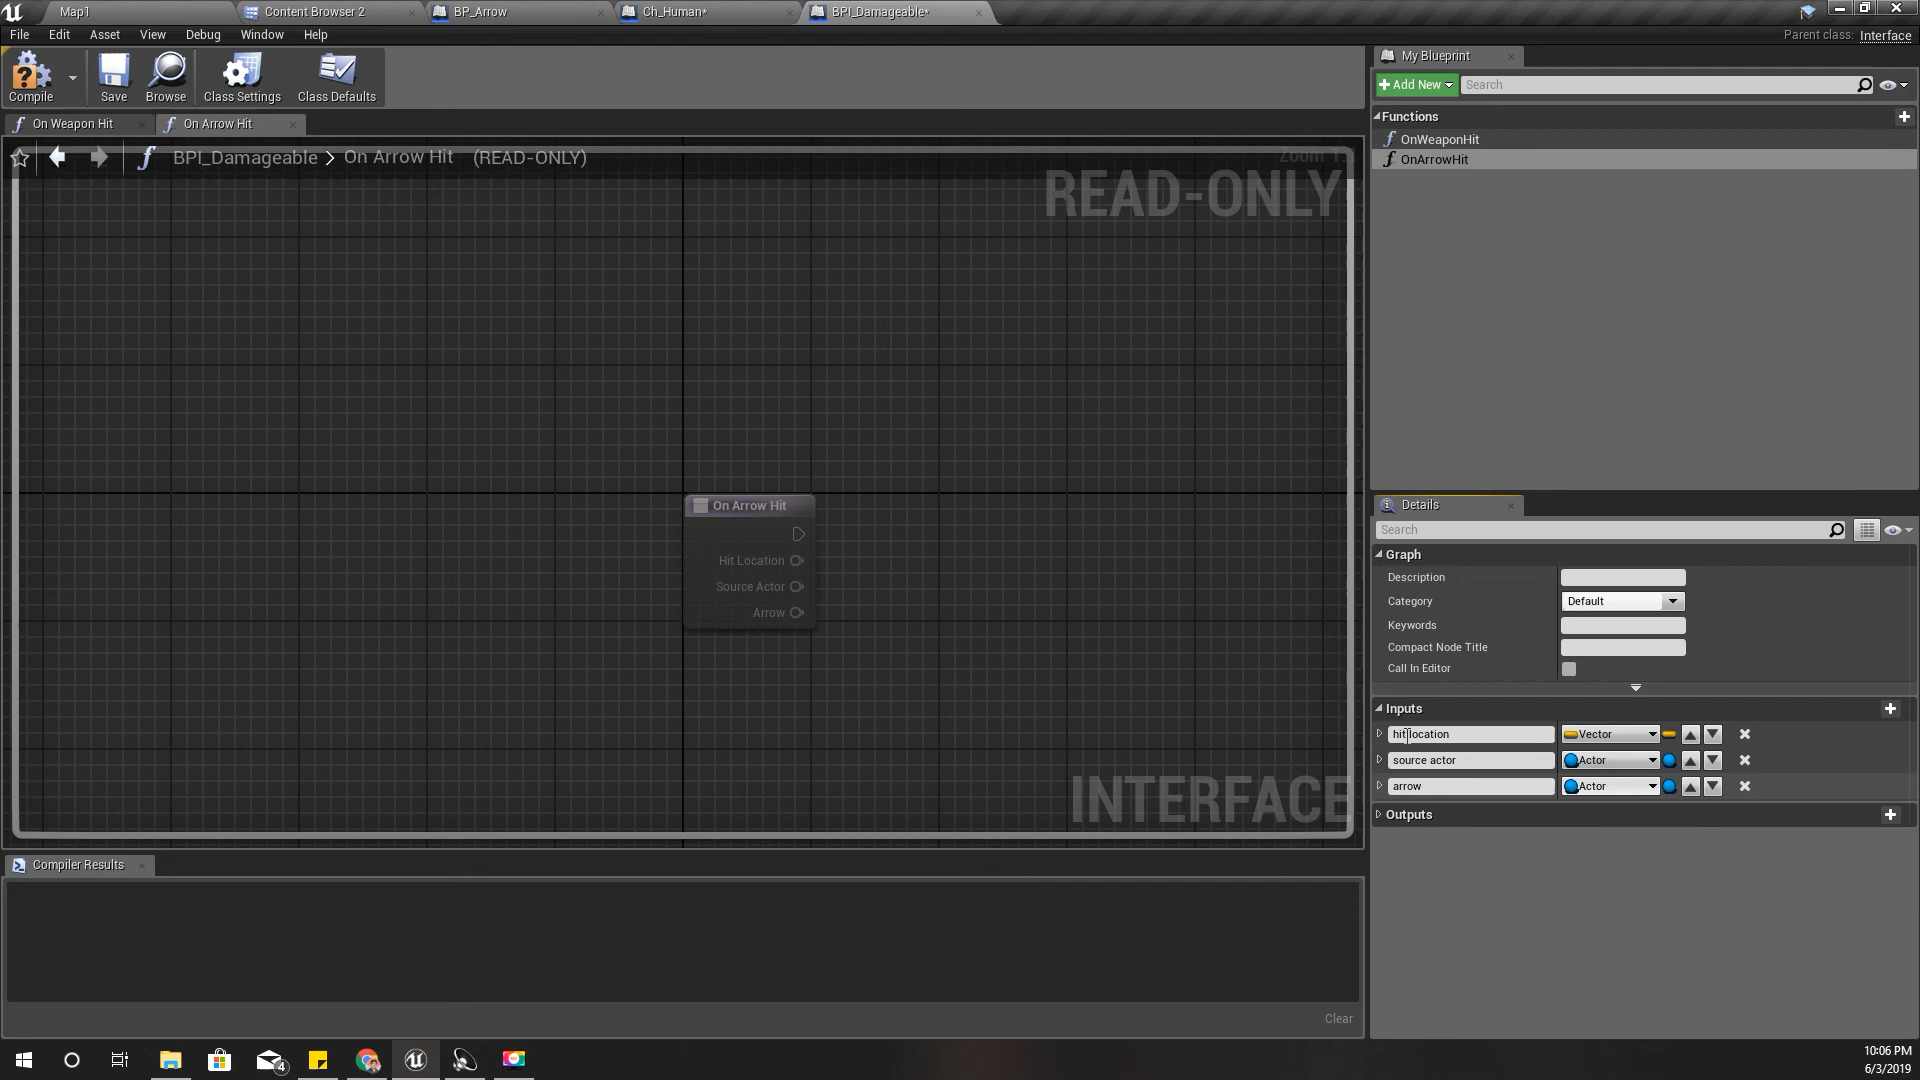 Map1
Content Browser 2
BP_Arrow
Ch_Human*
BPI_Damageable*
File Edit Asset View Debug Window Help
Parent class: Interface
Compile
Save
Browse
Class Settings
Class Defaults
On Weapon Hit
On Arrow Hit
BPI_Damageable > On Arrow Hit (READ-ONLY)
READ-ONLY
On Arrow Hit
Hit Location
Source Actor
Arrow
INTERFACE
Compiler Results
Clear
My Blueprint
+ Add New
Search
Functions
OnWeaponHit
OnArrowHit
Details
Search
Graph
Description
Category Default
Keywords
Compact Node Title
Call In Editor
Inputs
hit location Vector
source actor Actor
arrow Actor
Outputs
4
10:06 PM
6/3/2019